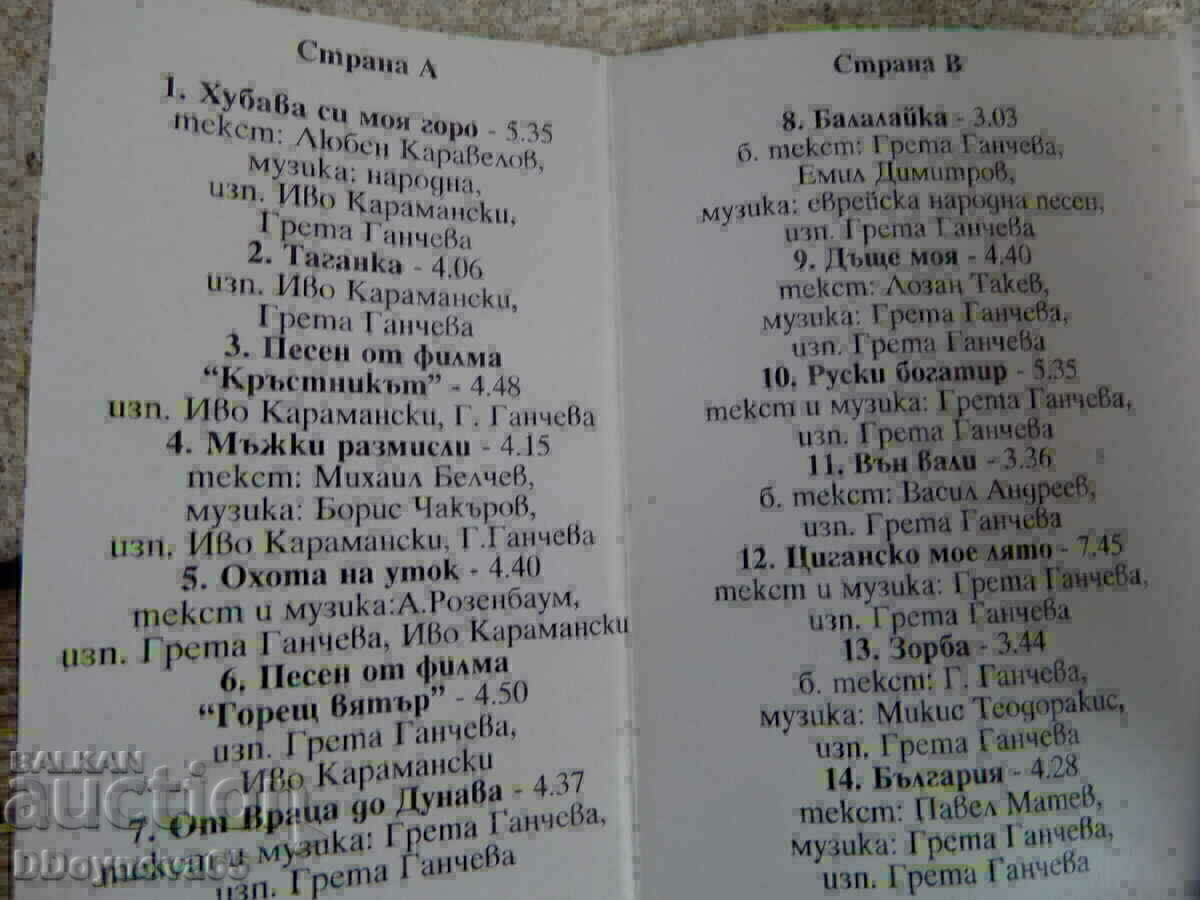 Страна А
1. Хубава си моя горо - 5.35
текст: Любен Каравелов,
музика: народна,
изп. Иво Карамански,
Грета Ганчева
2. Таганка - 4.06
изп. Иво Карамански,
Грета Ганчева
3. Песен от филма
“Кръстникът” - 4.48
изп. Иво Карамански, Г. Ганчева
4. Мъжки размисли - 4.15
текст: Михаил Белчев,
музика: Борис Чакъров,
изп. Иво Карамански, Г.Ганчева
5. Охота на уток - 4.40
текст и музика:А.Розенбаум,
изп. Грета Ганчева, Иво Карамански
6. Песен от филма
“Горещ вятър” - 4.50
изп. Грета Ганчева,
Иво Карамански
7. От Враца до Дунава - 4.37
текст и музика: Грета Ганчева,
изп. Грета Ганчева
Страна В
8. Балалайка - 3.03
б. текст: Грета Ганчева,
Емил Димитров,
музика: еврейска народна песен,
изп. Грета Ганчева
9. Дъще моя - 4.40
текст: Лозан Такев,
музика: Грета Ганчева,
изп. Грета Ганчева
10. Руски богатир - 5.35
текст и музика: Грета Ганчева,
изп. Грета Ганчева
11. Вън вали - 3.36
б. текст: Васил Андреев,
изп. Грета Ганчева
12. Циганско мое лято - 7.45
текст и музика: Грета Ганчева,
изп. Грета Ганчева
13. Зорба - 3.44
б. текст: Г. Ганчева,
музика: Микис Теодоракис,
изп. Грета Ганчева
14. България - 4.28
текст: Павел Матев,
музика: Грета Ганчева,
изп. Грета Ганчева
BALKAN
auction
DDoynova65